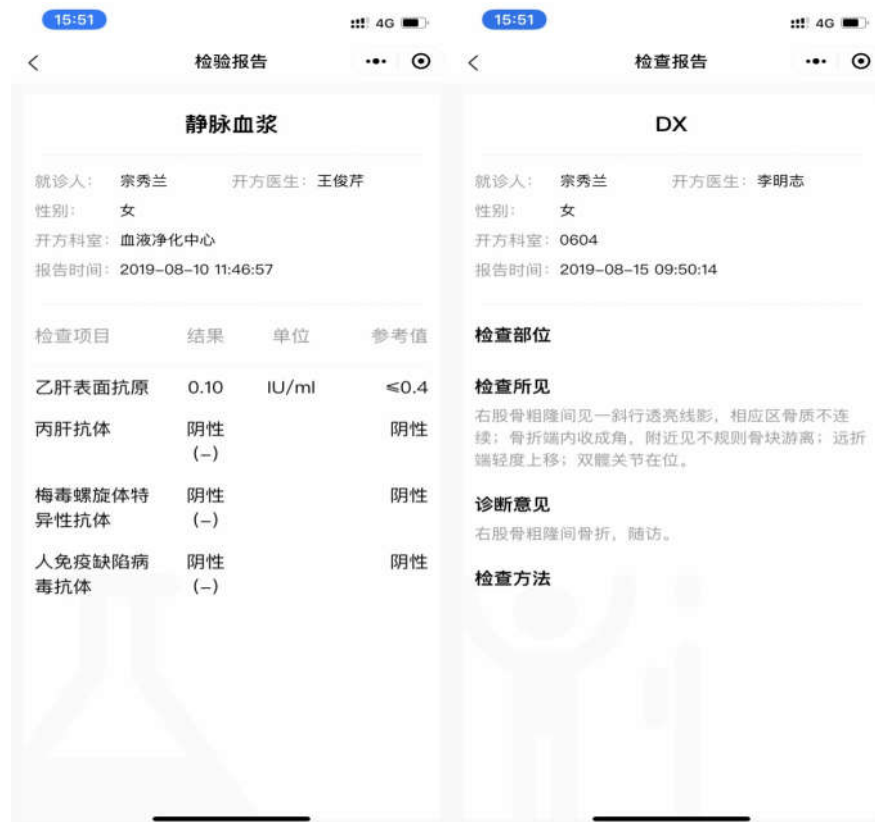 15:51
4G
检验报告
静脉血浆
就诊人: 宗秀兰 开方医生: 王俊芹
性别: 女
开方科室: 血液净化中心
报告时间: 2019-08-10 11:46:57
检查项目 结果 单位 参考值
乙肝表面抗原 0.10 IU/ml ≤0.4
丙肝抗体 阴性 阴性
(-)
梅毒螺旋体特 阴性 阴性
异性抗体 (-)
人免疫缺陷病 阴性 阴性
毒抗体 (-)
15:51
4G
检查报告
DX
就诊人: 宗秀兰 开方医生: 李明志
性别: 女
开方科室: 0604
报告时间: 2019-08-15 09:50:14
检查部位
检查所见
右股骨粗隆间见一斜行透亮线影，相应区骨质不连
续；骨折端内收成角，附近见不规则骨块游离；远折
端轻度上移；双髋关节在位。
诊断意见
右股骨粗隆间骨折，随访。
检查方法